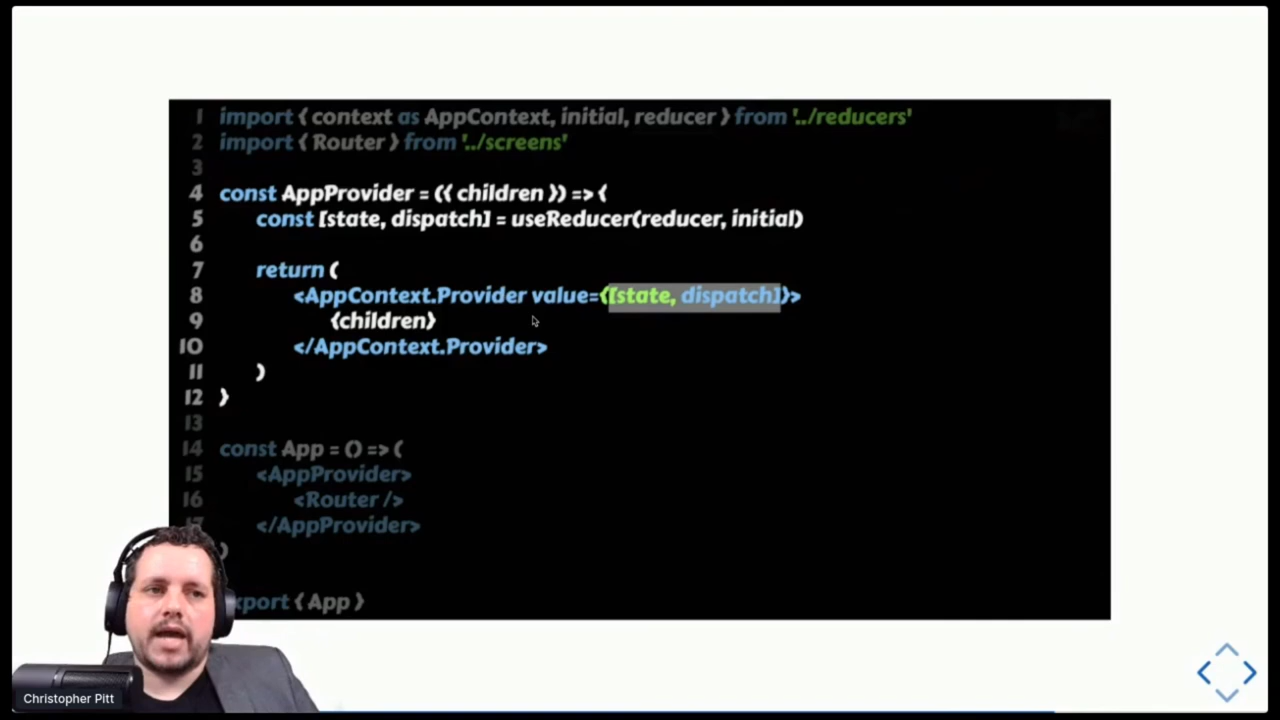 1 import { context as AppContext, initial, reducer } from '../reducers'
2 import { Router } from '../screens'
3
4 const AppProvider = ({ children }) => {
5 const [state, dispatch] = useReducer(reducer, initial)
6
7 return (
8 <AppContext.Provider value={[state, dispatch]}>
9 {children}
10 </AppContext.Provider>
11 )
12 }
13
14 const App = () => (
15 <AppProvider>
16 <Router />
17 </AppProvider>
)
export { App }
Christopher Pitt